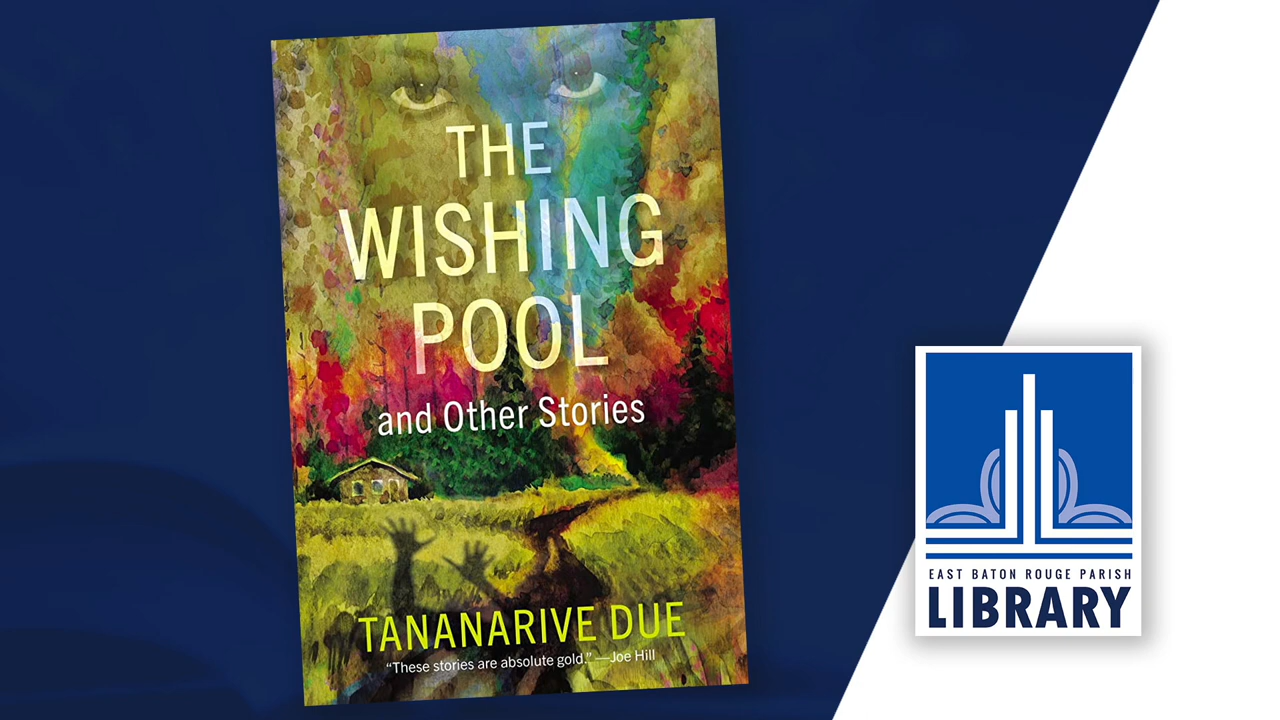 THE
WISHING
POOL
and Other Stories
TANANARIVE DUE
“These stories are absolute gold.” —Joe Hill
EAST BATON ROUGE PARISH
LIBRARY